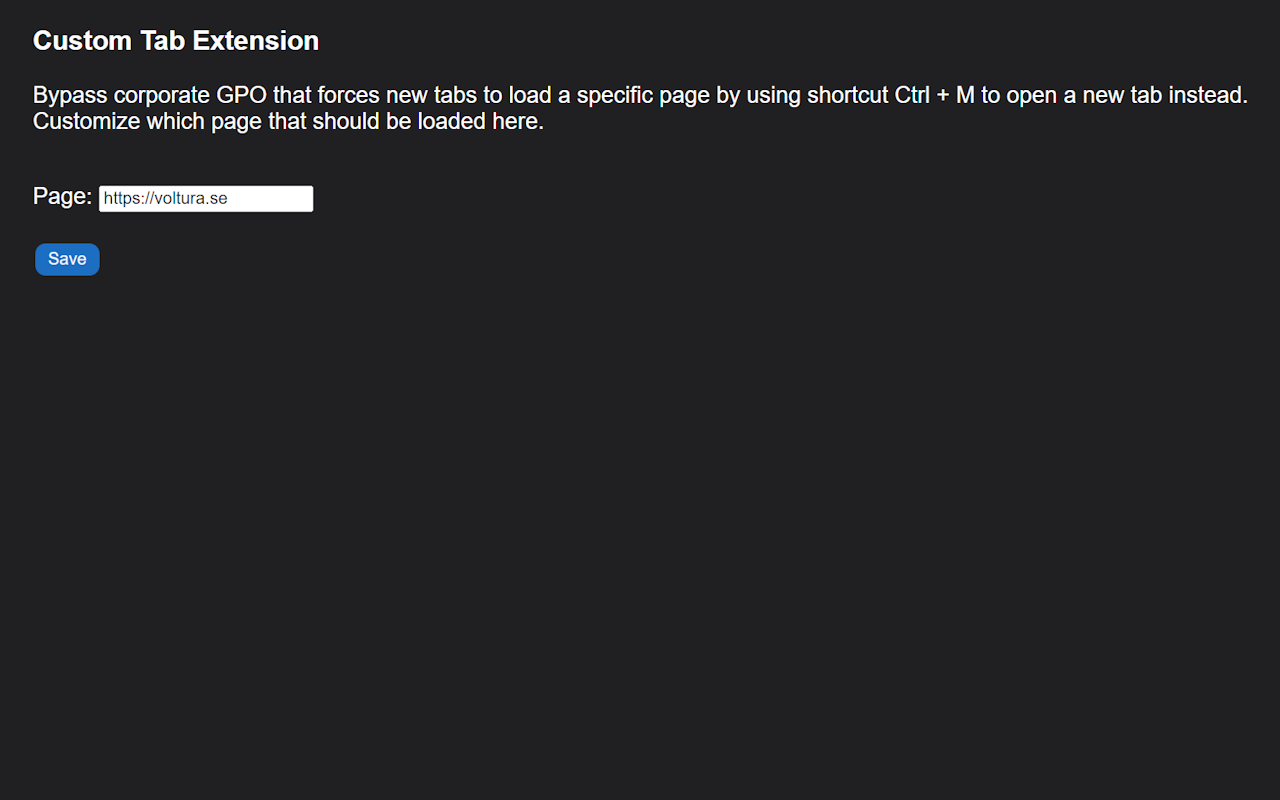 Custom Tab Extension
Bypass corporate GPO that forces new tabs to load a specific page by using shortcut Ctrl + M to open a new tab instead.
Customize which page that should be loaded here.
Page: https://voltura.se
Save